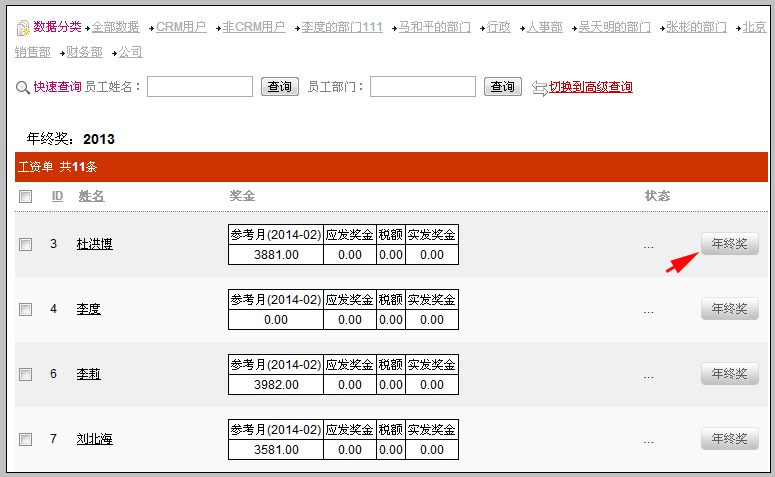 数据分类 全部数据 CRM用户 非CRM用户 李度的部门111 马和平的部门 行政 人事部 吴天明的部门 张彬的部门 北京
销售部 财务部 公司
快速查询 员工姓名： 查询 员工部门： 查询 切换到高级查询
年终奖：2013
工资单 共11条
ID 姓名 奖金 状态
参考月(2014-02) 应发奖金 税额 实发奖金
3 杜洪博 3881.00 0.00 0.00 0.00 ... 年终奖
参考月(2014-02) 应发奖金 税额 实发奖金
4 李度 0.00 0.00 0.00 0.00 ... 年终奖
参考月(2014-02) 应发奖金 税额 实发奖金
6 李莉 3982.00 0.00 0.00 0.00 ... 年终奖
参考月(2014-02) 应发奖金 税额 实发奖金
7 刘北海 3581.00 0.00 0.00 0.00 ... 年终奖